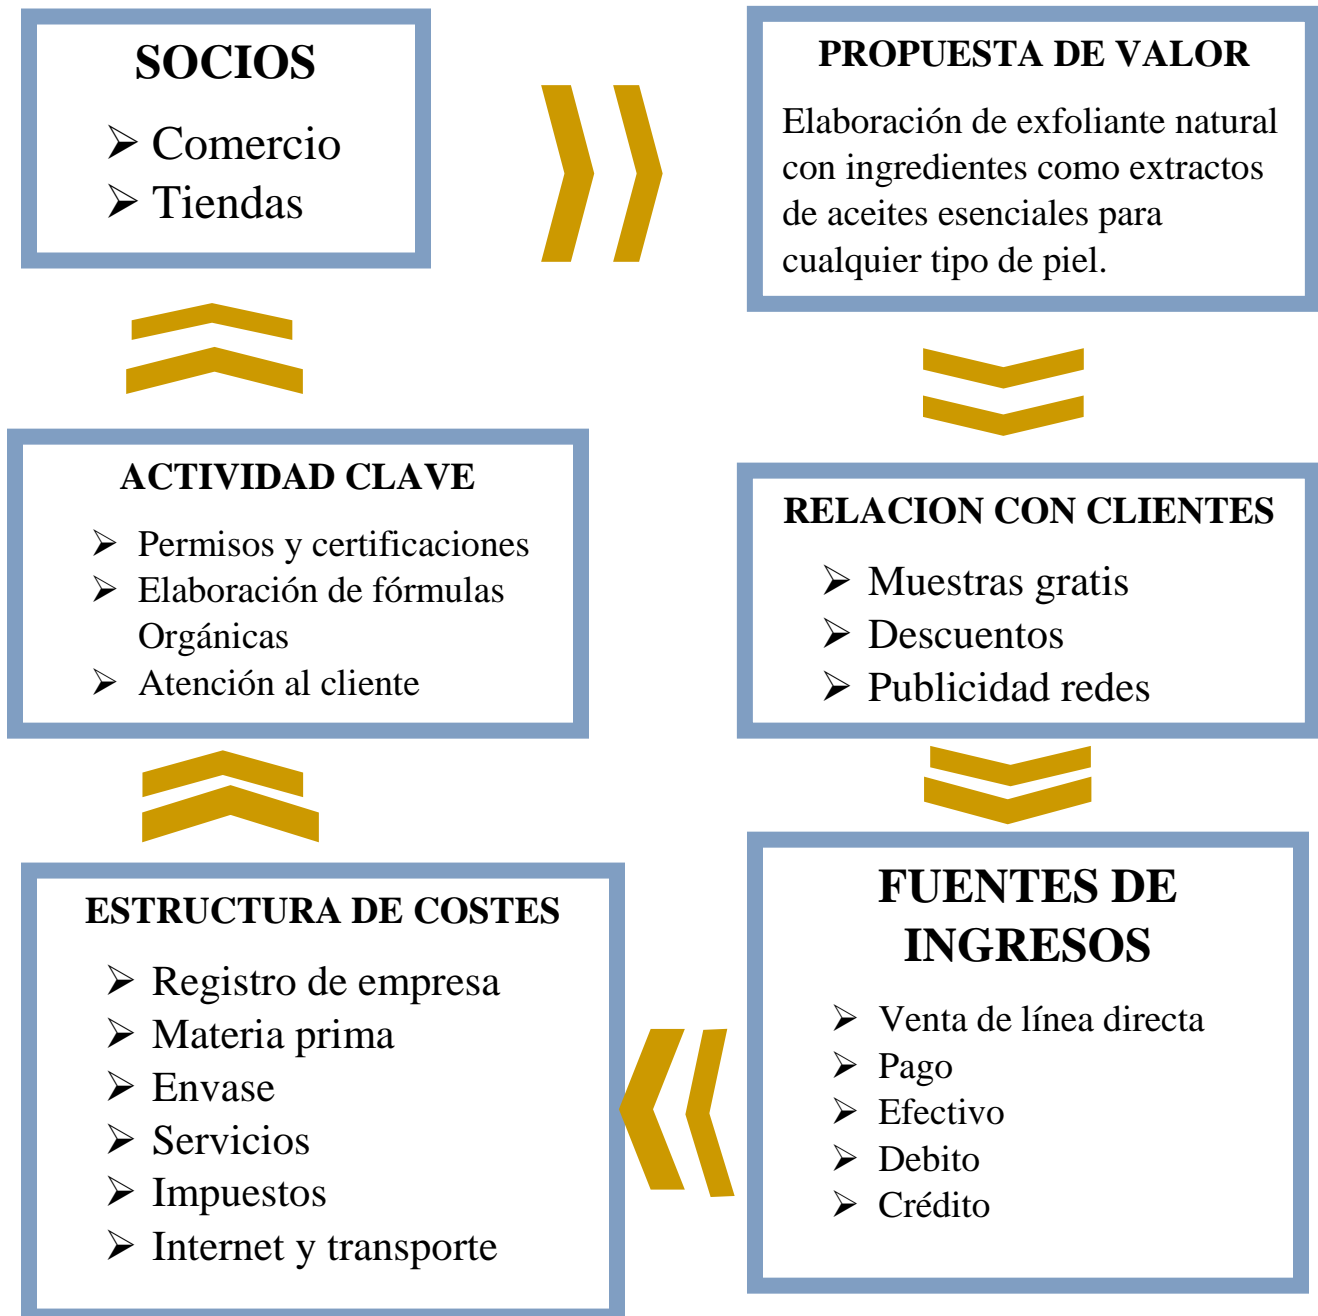 SOCIOS
➢ Comercio
➢ Tiendas
PROPUESTA DE VALOR
Elaboración de exfoliante natural
con ingredientes como extractos
de aceites esenciales para
cualquier tipo de piel.
ACTIVIDAD CLAVE
➢ Permisos y certificaciones
➢ Elaboración de fórmulas
Orgánicas
➢ Atención al cliente
RELACION CON CLIENTES
➢ Muestras gratis
➢ Descuentos
➢ Publicidad redes
ESTRUCTURA DE COSTES
➢ Registro de empresa
➢ Materia prima
➢ Envase
➢ Servicios
➢ Impuestos
➢ Internet y transporte
FUENTES DE
INGRESOS
➢ Venta de línea directa
➢ Pago
➢ Efectivo
➢ Debito
➢ Crédito